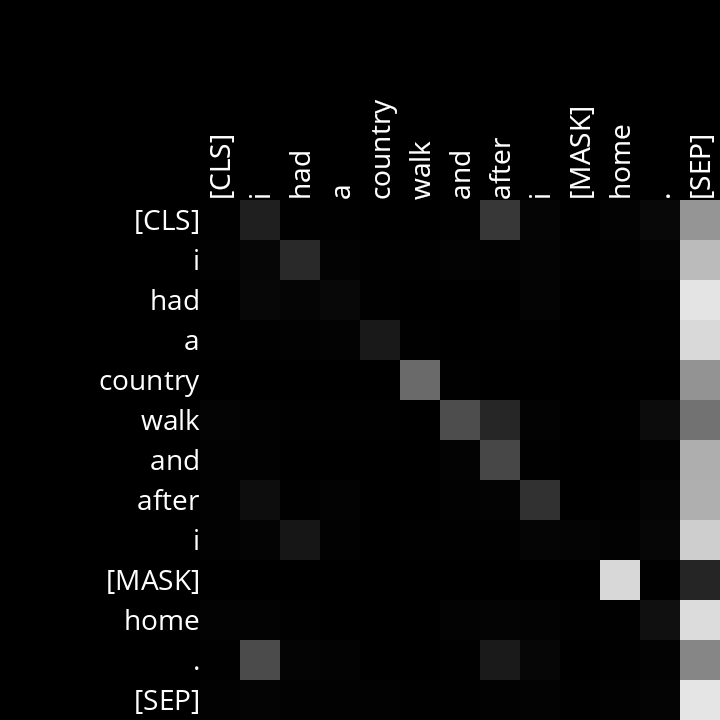 [CLS] i had a country walk and after i [MASK] home . [SEP]
[CLS]
i
had
a
country
walk
and
after
i
[MASK]
home
.
[SEP]